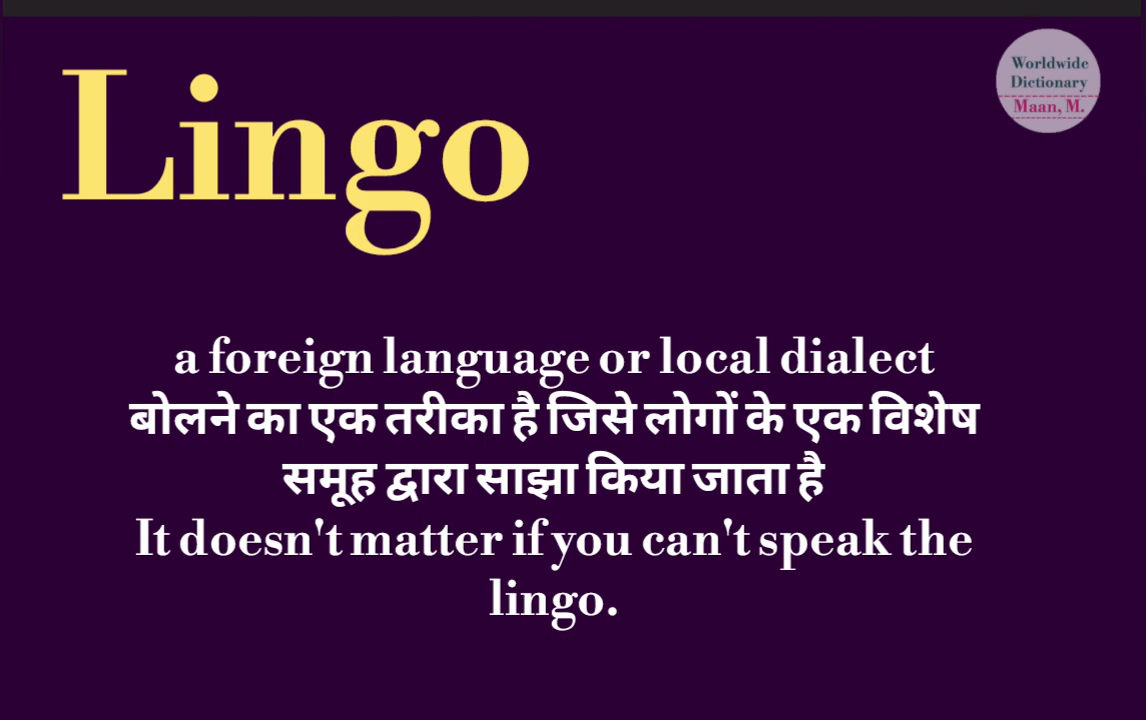 Worldwide
Dictionary
Maan, M.
Lingo
a foreign language or local dialect
बोलने का एक तरीका है जिसे लोगों के एक विशेष
समूह द्वारा साझा किया जाता है
It doesn't matter if you can't speak the
lingo.